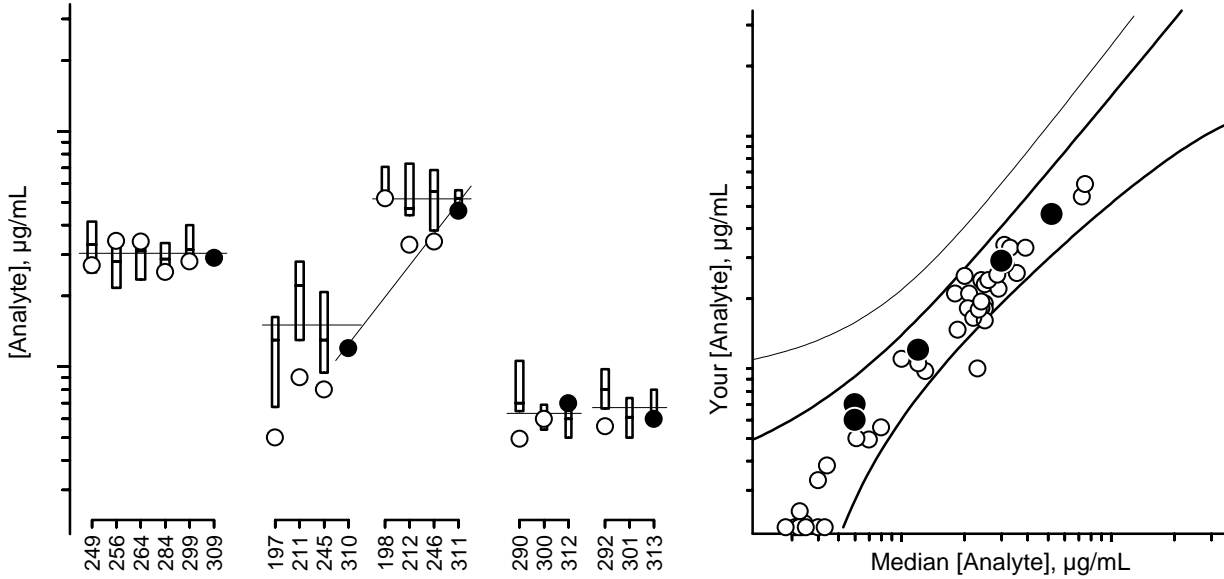 [Analyte], µg/mL
249 256 264 284 299 309 197 211 245 310 198 212 246 311 290 300 312 292 301 313
Your [Analyte], µg/mL
Median [Analyte], µg/mL